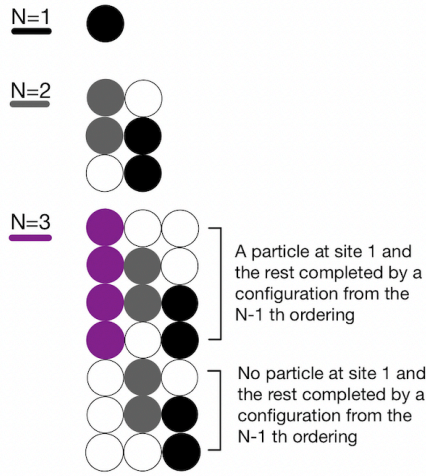 N=1
N=2
N=3
A particle at site 1 and
the rest completed by a
configuration from the
N-1 th ordering
No particle at site 1 and
the rest completed by a
configuration from the
N-1 th ordering